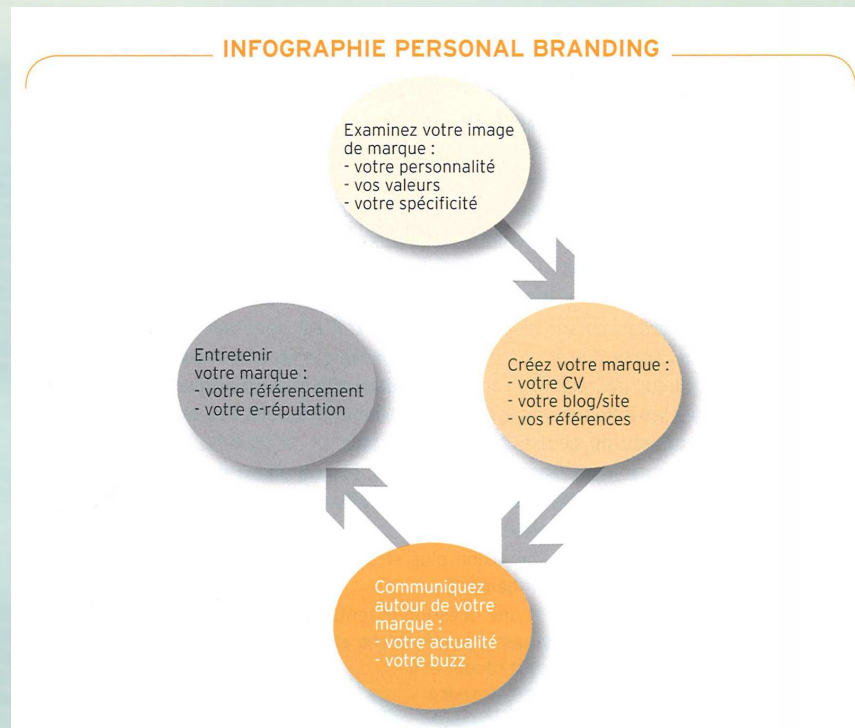 INFOGRAPHIE PERSONAL BRANDING
Examinez votre image
de marque :
- votre personnalité
- vos valeurs
- votre spécificité
Créez votre marque :
- votre CV
- votre blog/site
- vos références
Communiquez
autour de votre
marque :
- votre actualité
- votre buzz
Entretenir
votre marque :
- votre référencement
- votre e-réputation